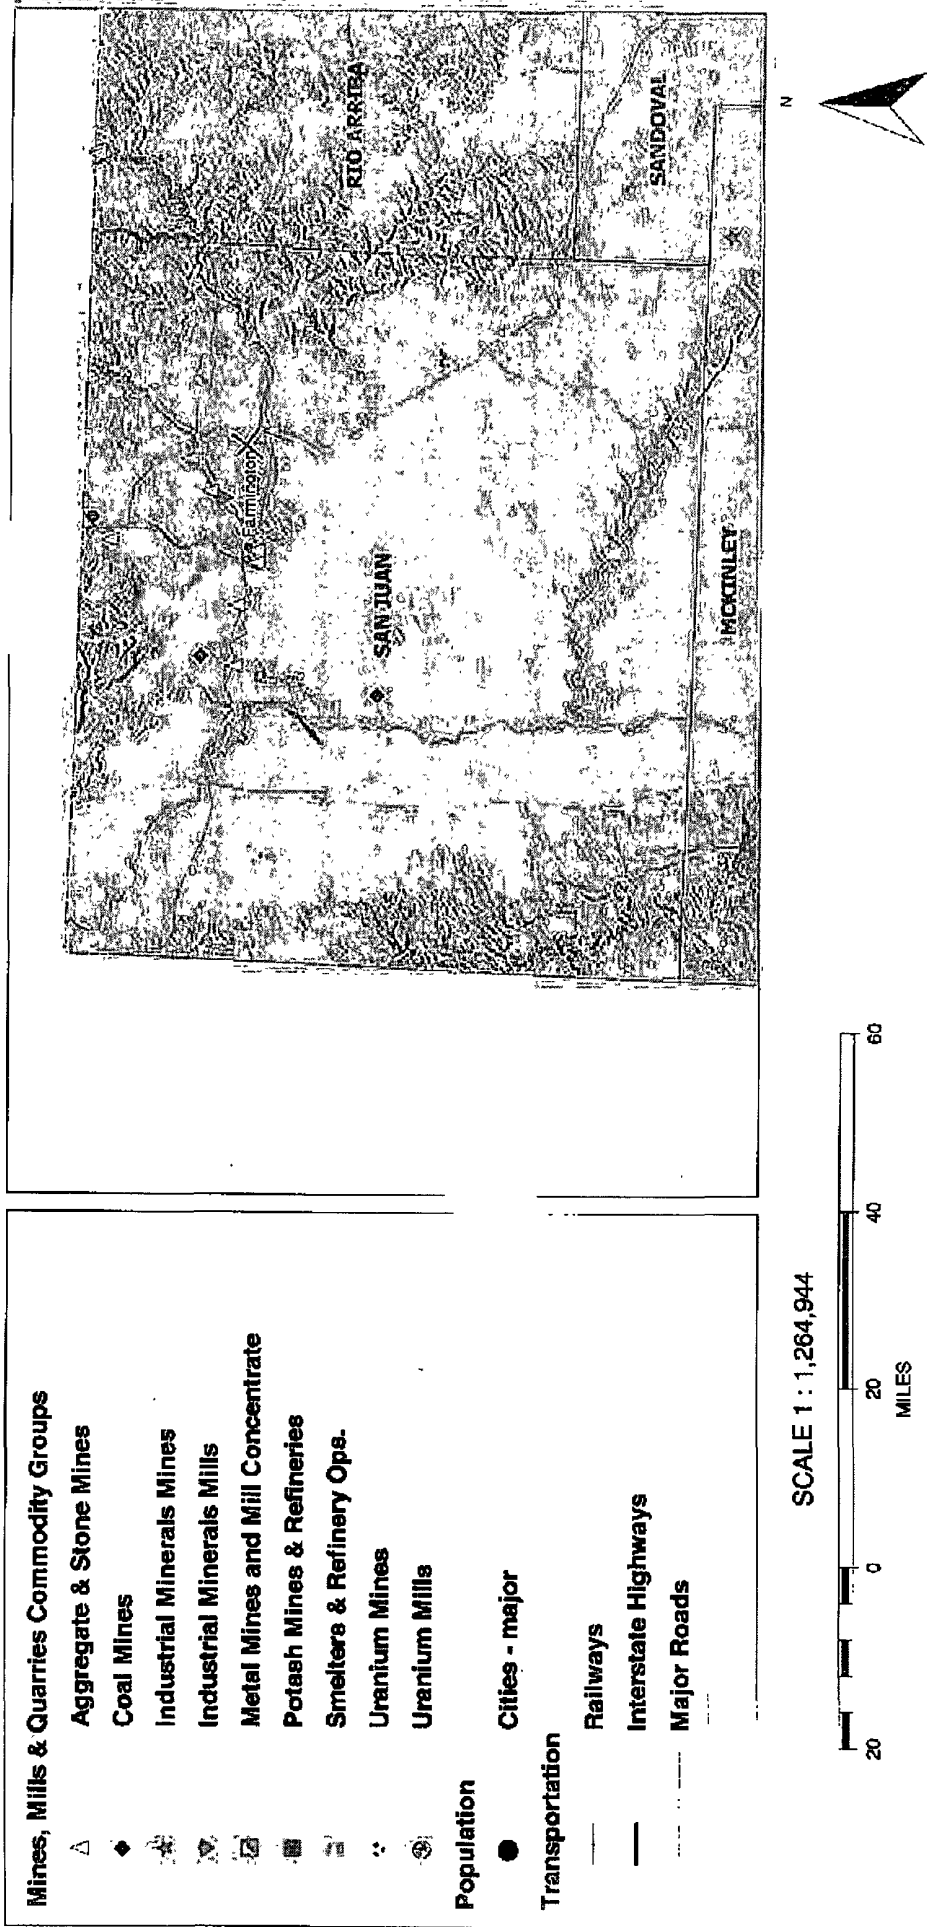 Mines, Mills & Quarries Commodity Groups
Aggregate & Stone Mines
Coal Mines
Industrial Minerals Mines
Industrial Minerals Mills
Metal Mines and Mill Concentrate
Potash Mines & Refineries
Smelters & Refinery Ops.
Uranium Mines
Uranium Mills
Population
Cities - major
Transportation
Railways
Interstate Highways
Major Roads
RIO ARRIBA
Farmington
SAN JUAN
SANDOVAL
MCKINLEY
N
SCALE 1 : 1,264,944
20 0 20 40 60
MILES